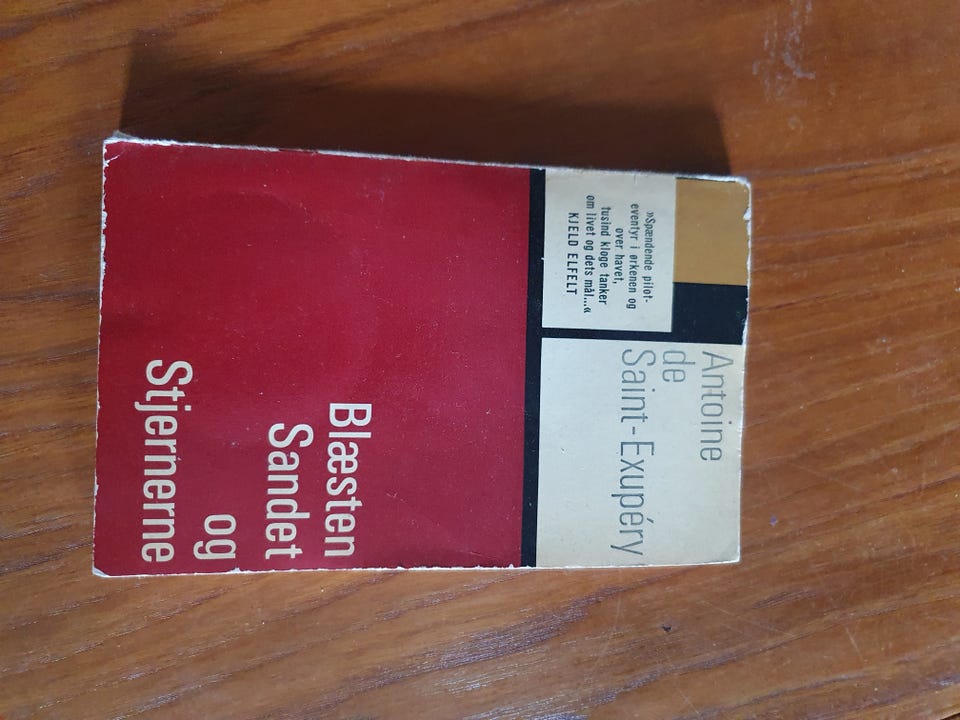 Antoine
de
Saint-Exupéry
»Spændende pilot-
eventyr i ørkenen og
over havet,
tusind kloge tanker
om livet og dets mål...«
KJELD ELFELT
Blæsten
Sandet
og
Stjernerne